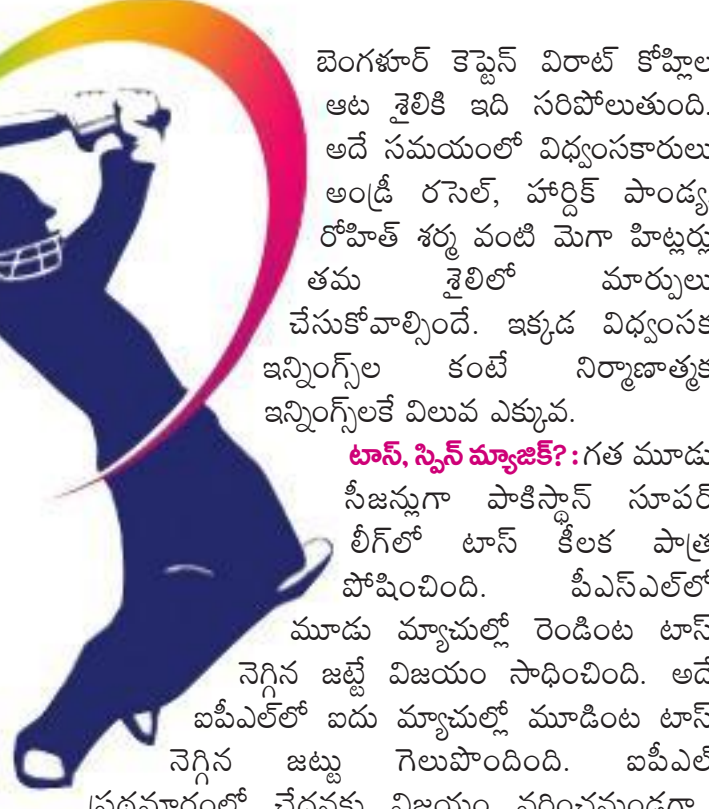 బెంగళూర్ కెప్టెన్ విరాట్ కోహ్లిల
ఆట శైలికి ఇది సరిపోలుతుంది.
అదే సమయంలో విధ్వంసకారులు
అండ్రీ రసెల్, హార్దిక్ పాండ్య,
రోహిత్ శర్మ వంటి మెగా హిట్లర్లు
తమ శైలిలో మార్పులు
చేసుకోవాల్సిందే. ఇక్కడ విధ్వంసక
ఇన్నింగ్స్‌ల కంటే నిర్మాణాత్మక
ఇన్నింగ్స్‌లకే విలువ ఎక్కువ.
టాస్, స్పిన్ మ్యాజిక్? : గత మూడు
సీజన్లుగా పాకిస్థాన్ సూపర్
లీగ్‌లో టాస్ కీలక పాత్ర
పోషించింది. పీఎస్‌ఎల్‌లో
మూడు మ్యాచుల్లో రెండింట టాస్
నెగ్గిన జట్టే విజయం సాధించింది. అదే
ఐపీఎల్‌లో ఐదు మ్యాచుల్లో మూడింట టాస్
నెగ్గిన జట్టు గెలుపొందింది. ఐపీఎల్